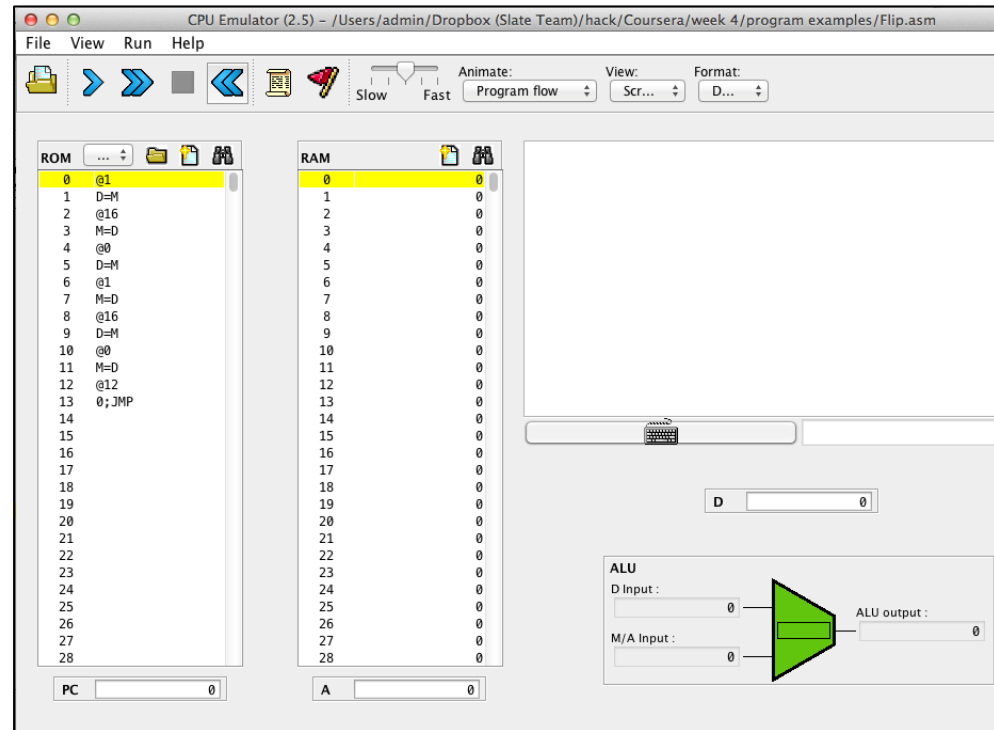 CPU Emulator (2.5) - /Users/admin/Dropbox (Slate Team)/hack/Coursera/week 4/program examples/Flip.asm
File View Run Help
Slow Fast
Animate:
Program flow
View:
Scr...
Format:
D...
ROM ...
0 @1
1 D=M
2 @16
3 M=D
4 @0
5 D=M
6 @1
7 M=D
8 @16
9 D=M
10 @0
11 M=D
12 @12
13 0;JMP
14
15
16
17
18
19
20
21
22
23
24
25
26
27
28
PC 0
RAM
0 0
1 0
2 0
3 0
4 0
5 0
6 0
7 0
8 0
9 0
10 0
11 0
12 0
13 0
14 0
15 0
16 0
17 0
18 0
19 0
20 0
21 0
22 0
23 0
24 0
25 0
26 0
27 0
28 0
A 0
D 0
ALU
D Input :
0
M/A Input :
0
ALU output :
0